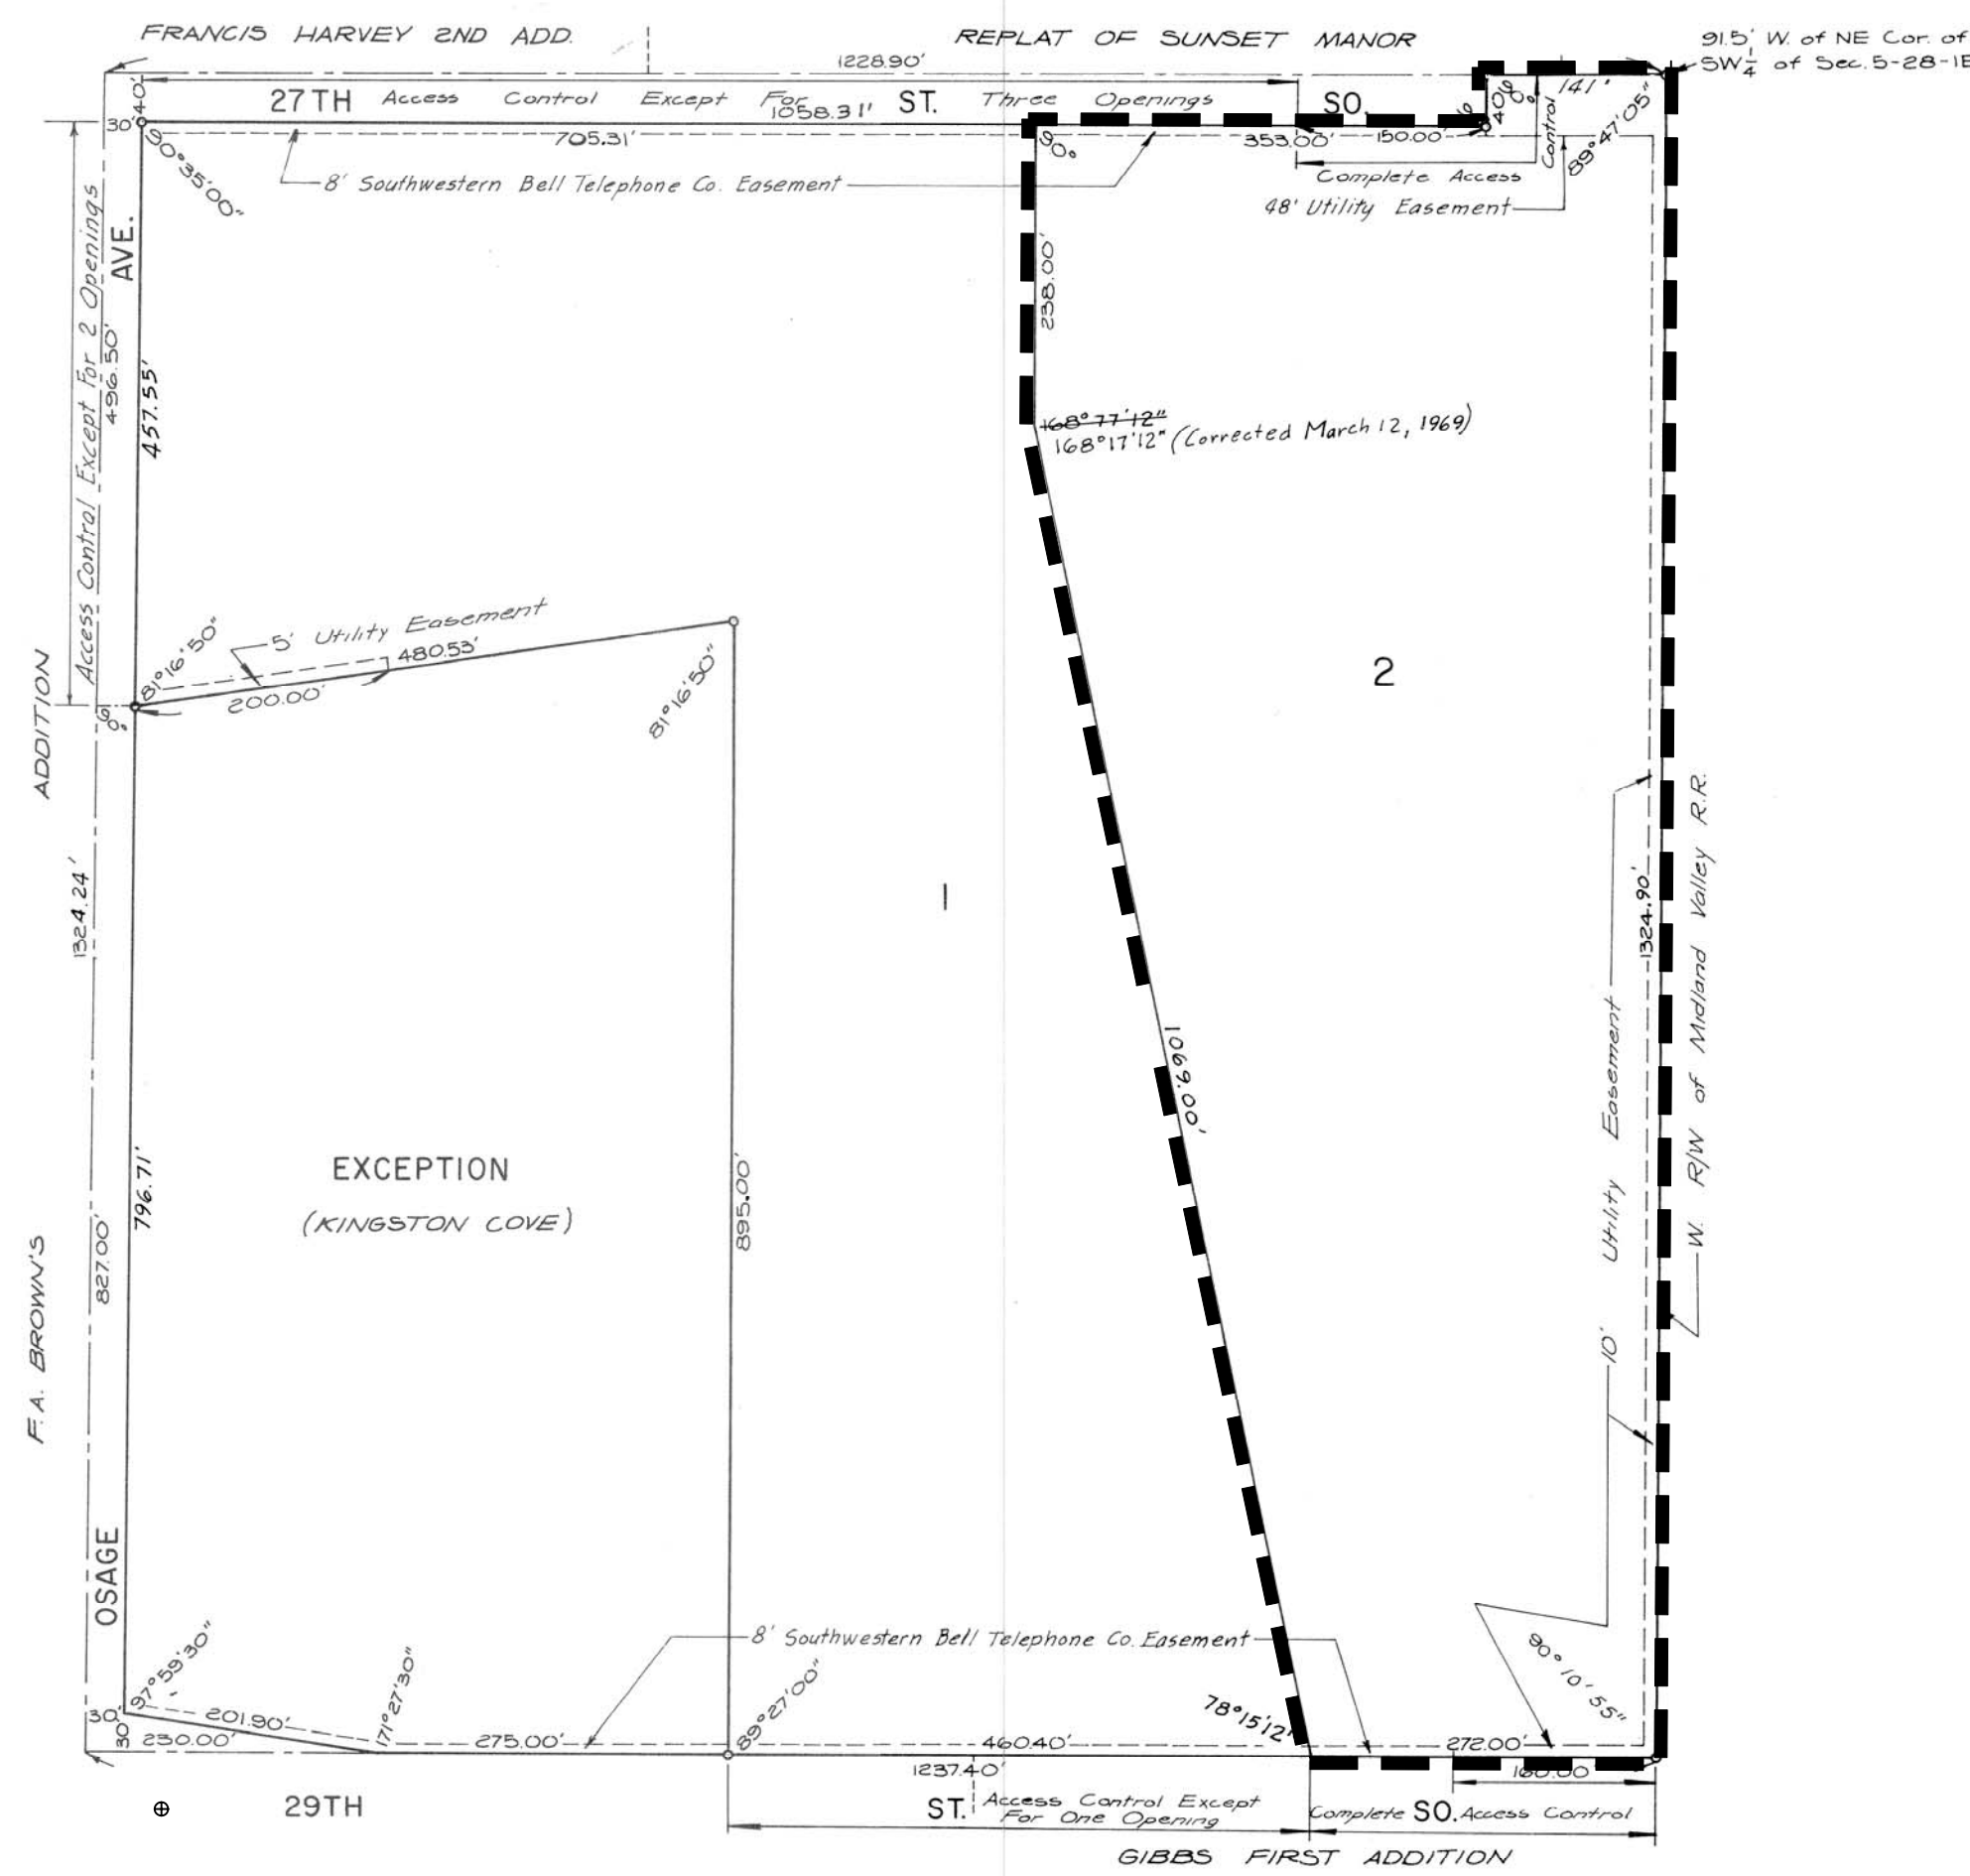 FRANCIS HARVEY 2ND ADD.
REPLAT OF SUNSET MANOR
91.5' W. of NE Cor. of
SW 1/4 of Sec. 5-28-1E
1228.90'
141'
40'
27TH Access Control Except For ST. Three Openings SO.
1058.31'
90°
40'
30'
705.31'
353.00'
150.00'
90°
90°
Control
89°47'05"
90°35'00"
8' Southwestern Bell Telephone Co. Easement
Complete Access
48' Utility Easement
Access Control Except For 2 Openings
AVE.
496.50'
457.55'
238.00'
168°77'12"
168°17'12" (Corrected March 12, 1969)
5' Utility Easement
480.53'
81°16'50"
200.00'
81°16'50"
90°
2
ADDITION
1324.24'
1
1324.90'
W. R/W of Midland Valley R.R.
10' Utility Easement
1069.00'
EXCEPTION
(KINGSTON COVE)
796.71'
827.00'
895.00'
F.A. BROWN'S
OSAGE
97°59'30"
171°27'30"
8' Southwestern Bell Telephone Co. Easement
89°27'00"
78°15'12"
90°10'55"
30'
30'
201.90'
230.00'
275.00'
460.40'
272.00'
1237.40'
160.00
29TH
ST.
Access Control Except
For One Opening
Complete SO. Access Control
GIBBS FIRST ADDITION